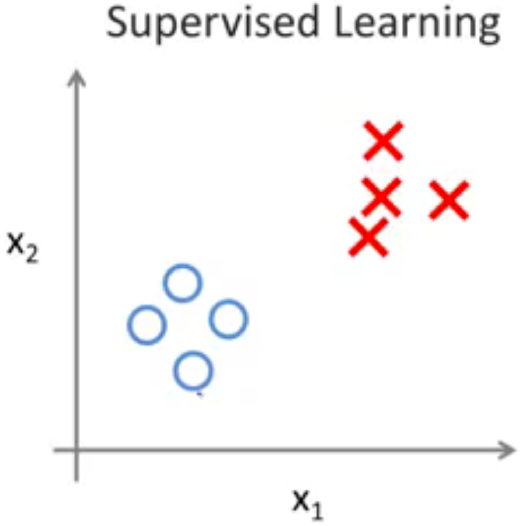 Supervised Learning
x₂
x₁